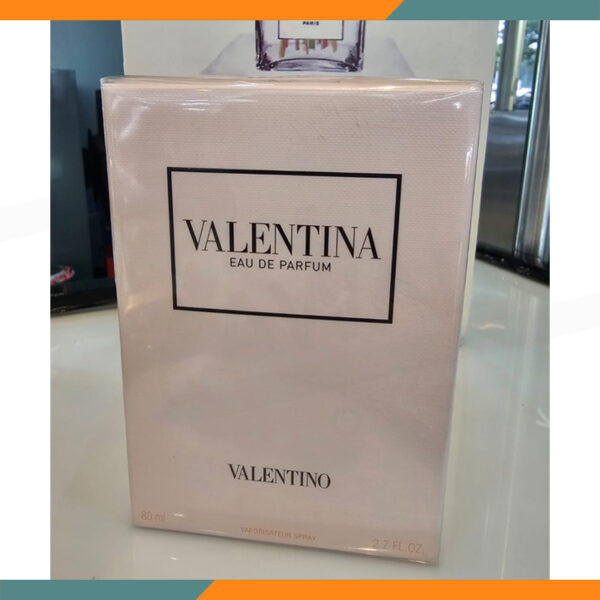 PARIS
VALENTINA
EAU DE PARFUM
VALENTINO
80 ml
VAPORISATEUR SPRAY
2.7 FL.OZ.